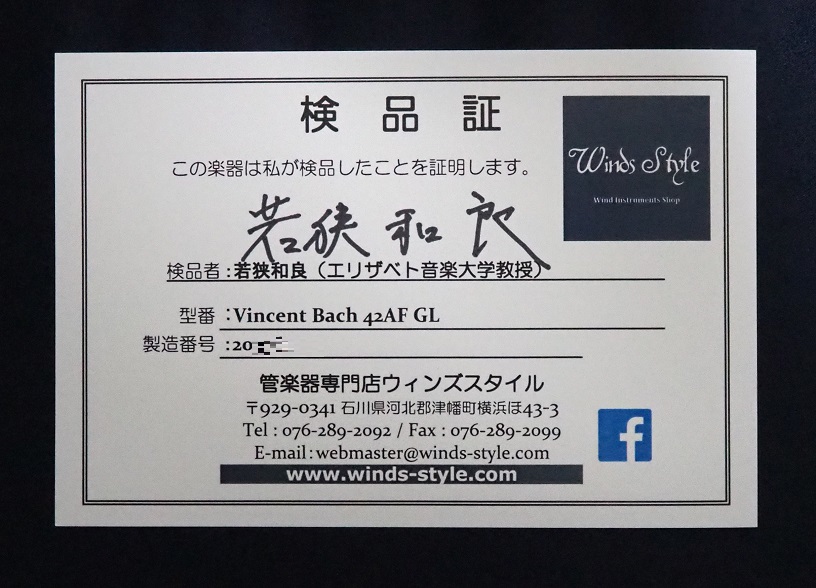 検品証
Winds Style
Wind Instruments Shop
この楽器は私が検品したことを証明します。
若狭和良
検品者:若狭和良(エリザベト音楽大学教授)
型番:Vincent Bach 42AF GL
製造番号:20
管楽器専門店ウィンズスタイル
〒929-0341 石川県河北郡津幡町横浜ほ43-3
Tel : 076-289-2092 / Fax : 076-289-2099
E-mail:webmaster@winds-style.com
www.winds-style.com
f